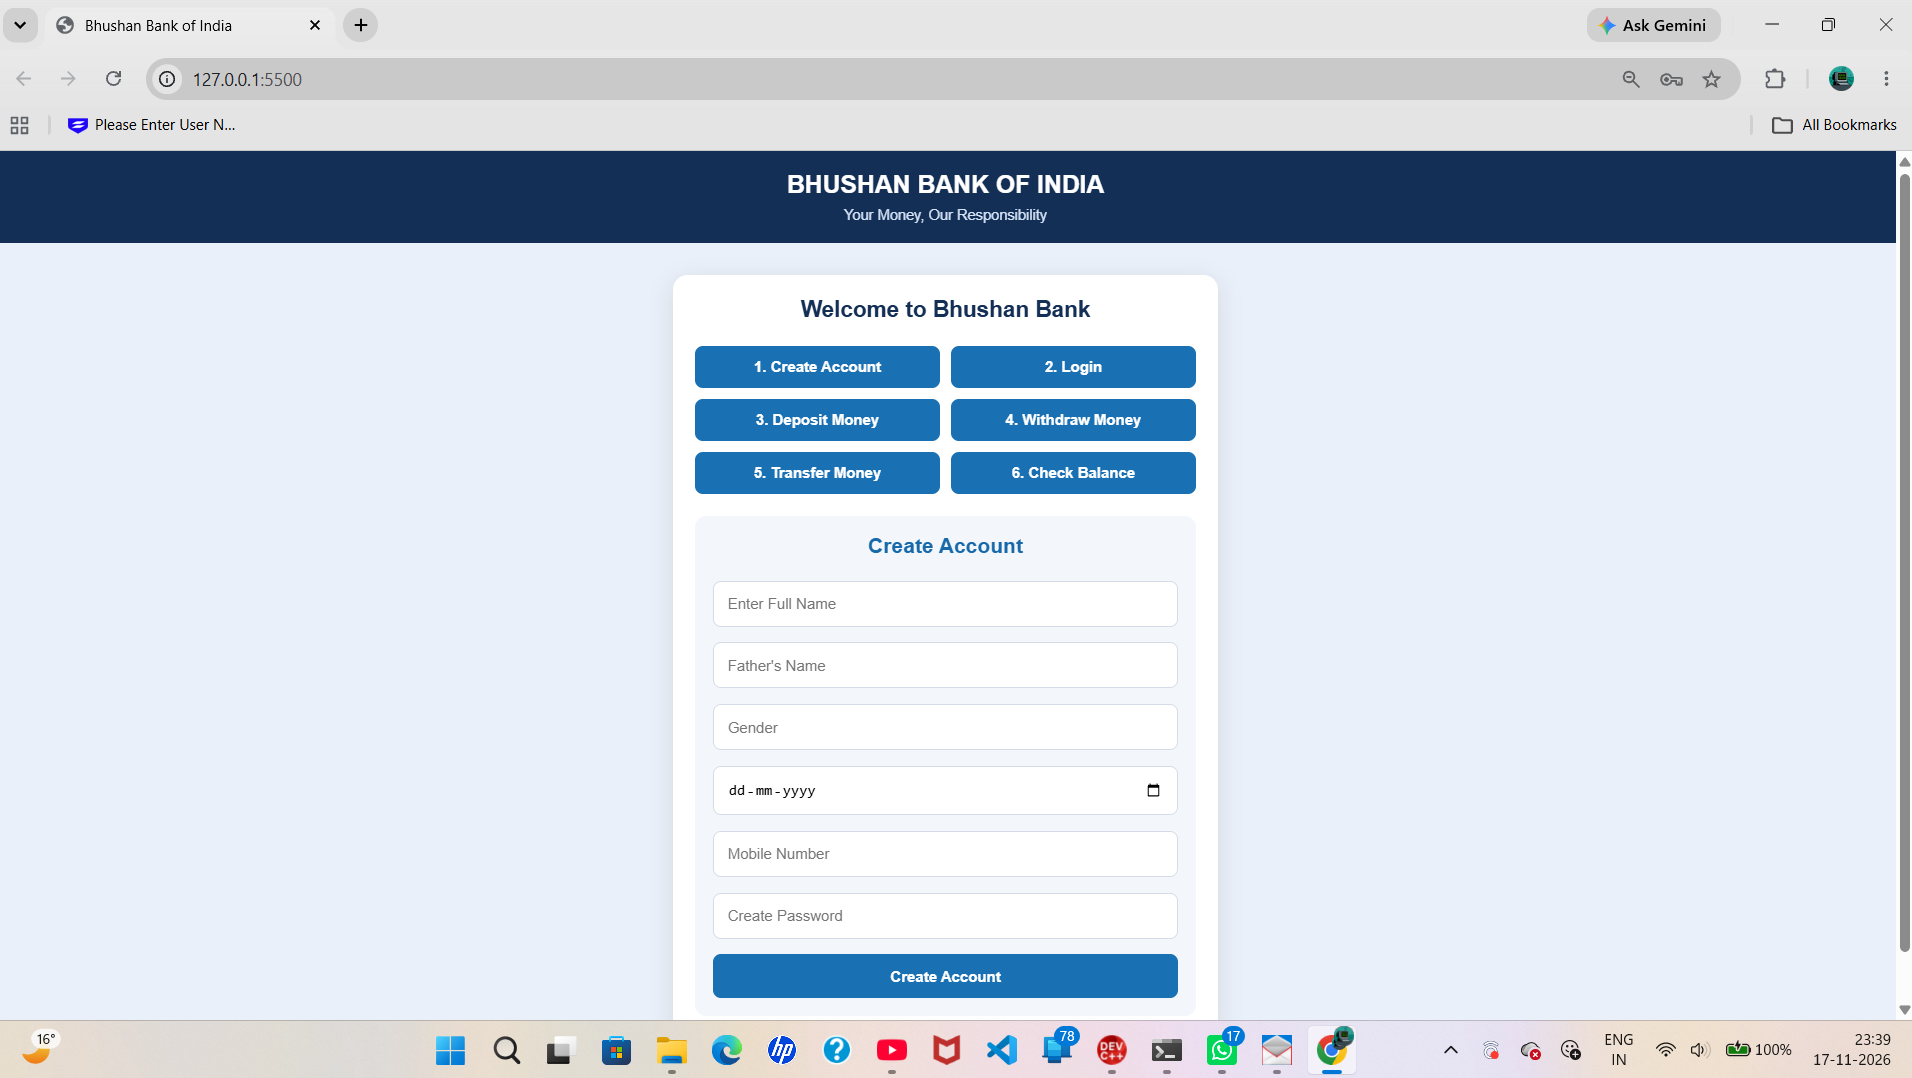 Bhushan Bank of India
Ask Gemini
127.0.0.1:5500
Please Enter User N...
All Bookmarks
BHUSHAN BANK OF INDIA
Your Money, Our Responsibility
Welcome to Bhushan Bank
1. Create Account
2. Login
3. Deposit Money
4. Withdraw Money
5. Transfer Money
6. Check Balance
Create Account
Enter Full Name
Father's Name
Gender
dd-mm-yyyy
Mobile Number
Create Password
Create Account
16°
hp
?
78
DEV C++
17
ENG
IN
100%
23:39
17-11-2026